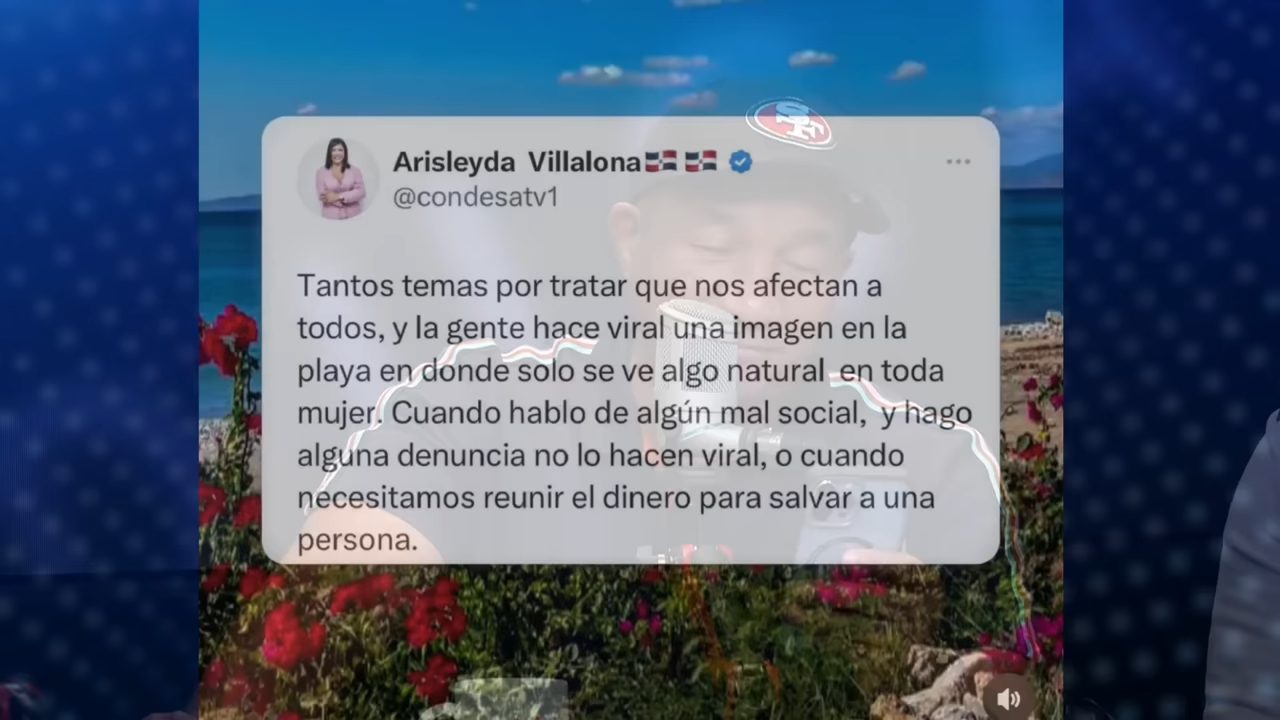 Arisleyda Villalona
@condesatv1
Tantos temas por tratar que nos afectan a
todos, y la gente hace viral una imagen en la
playa en donde solo se ve algo natural en toda
mujer. Cuando hablo de algún mal social, y hago
alguna denuncia no lo hacen viral, o cuando
necesitamos reunir el dinero para salvar a una
persona.
SF